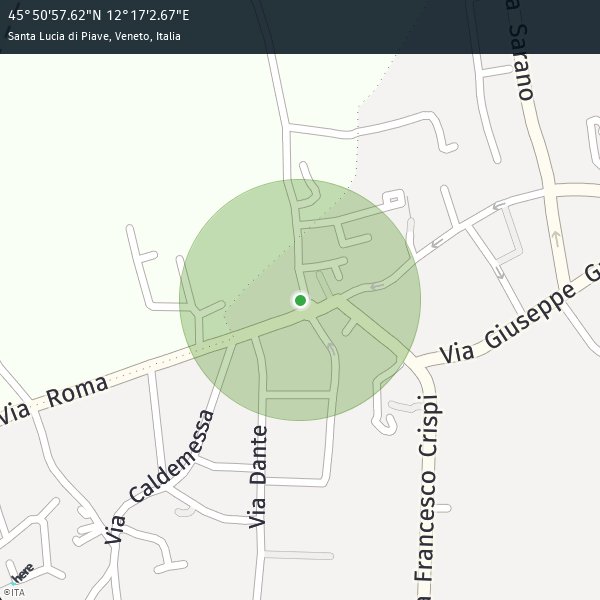 45°50'57.62"N 12°17'2.67"E
Santa Lucia di Piave, Veneto, Italia
a Sarano
Via Giuseppe G
Via Roma
Via Caldemessa
Via Dante
a Francesco Crispi
here
©ITA